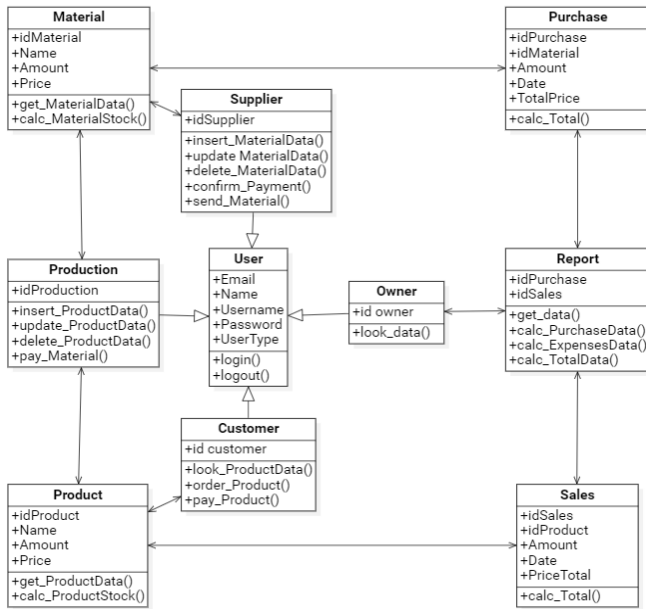 Material
+idMaterial
+Name
+Amount
+Price
+get_MaterialData()
+calc_MaterialStock()
Purchase
+idPurchase
+idMaterial
+Amount
+Date
+TotalPrice
+calc_Total()
Supplier
+idSupplier
+insert_MaterialData()
+update MaterialData()
+delete_MaterialData()
+confirm_Payment()
+send_Material()
Production
+idProduction
+insert_ProductData()
+update_ProductData()
+delete_ProductData()
+pay_Material()
User
+Email
+Name
+Username
+Password
+UserType
+login()
+logout()
Owner
+id owner
+look_data()
Report
+idPurchase
+idSales
+get_data()
+calc_PurchaseData()
+calc_ExpensesData()
+calc_TotalData()
Customer
+id customer
+look_ProductData()
+order_Product()
+pay_Product()
Product
+idProduct
+Name
+Amount
+Price
+get_ProductData()
+calc_ProductStock()
Sales
+idSales
+idProduct
+Amount
+Date
+PriceTotal
+calc_Total()